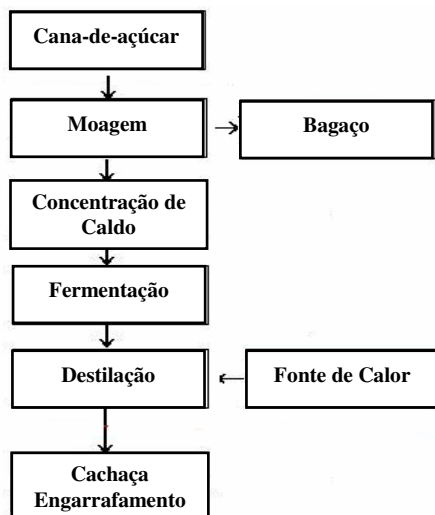 Cana-de-açúcar
Moagem
Bagaço
Concentração de
Caldo
Fermentação
Destilação
Fonte de Calor
Cachaça
Engarrafamento